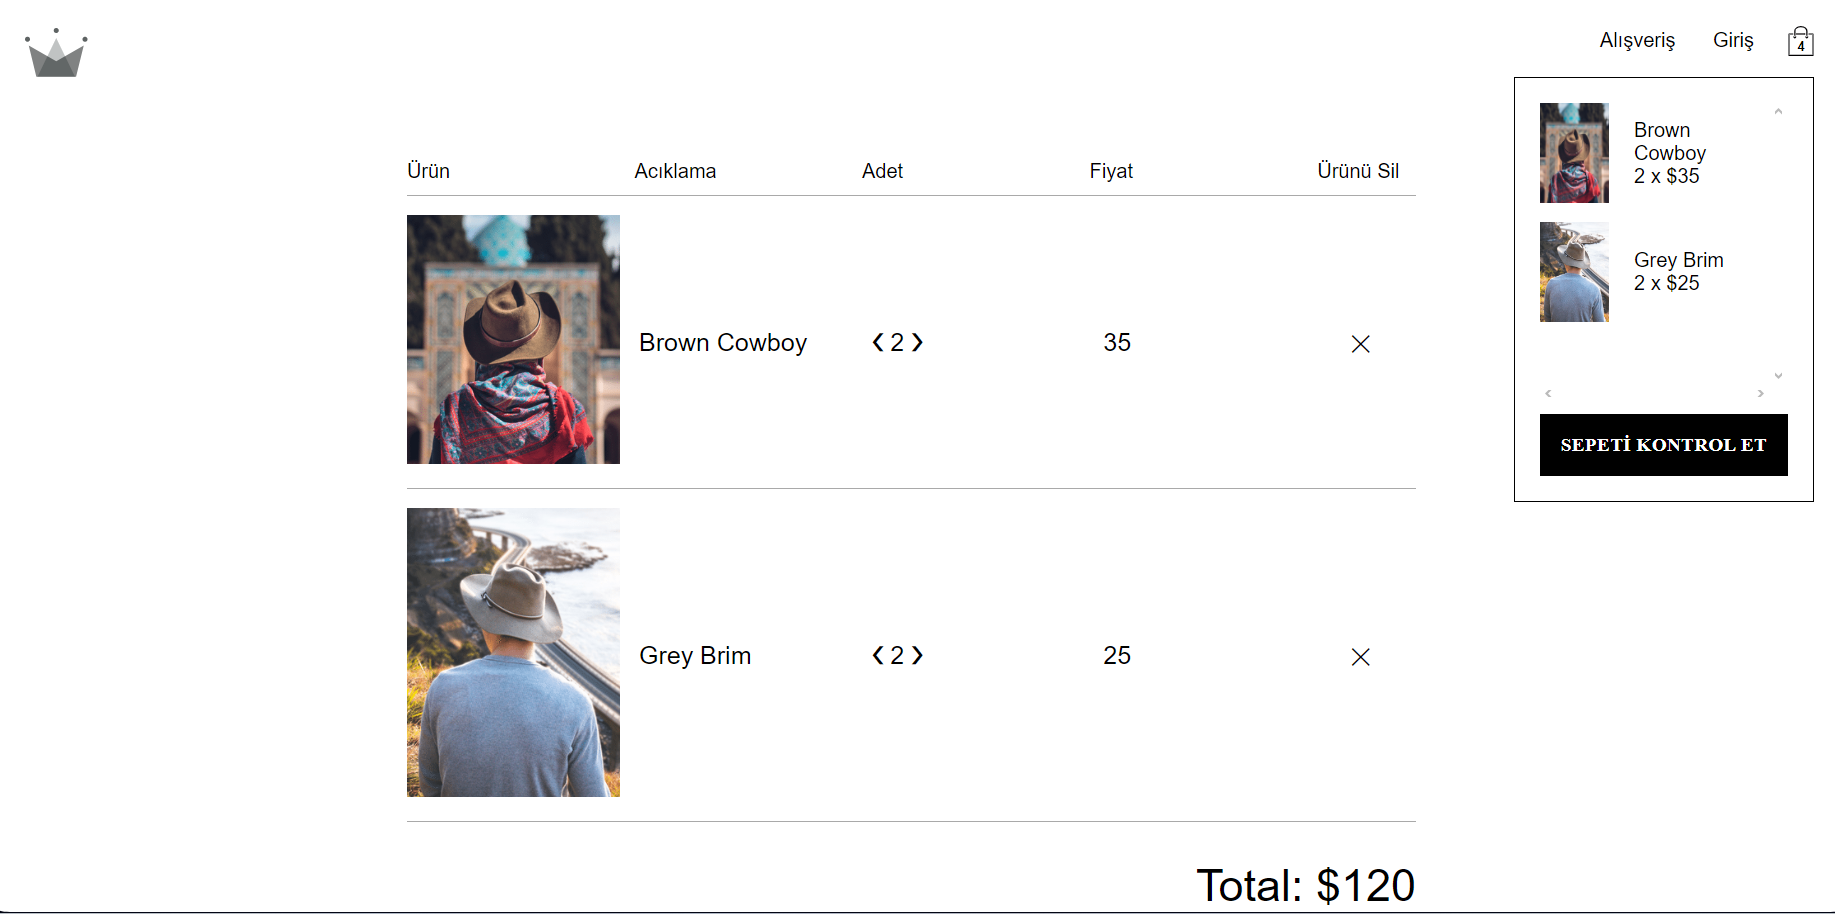 Alışveriş Giriş 4
Ürün Acıklama Adet Fiyat Ürünü Sil
Brown Cowboy 2 35
Grey Brim 2 25
Total: $120
Brown
Cowboy
2 x $35
Grey Brim
2 x $25
SEPETİ KONTROL ET